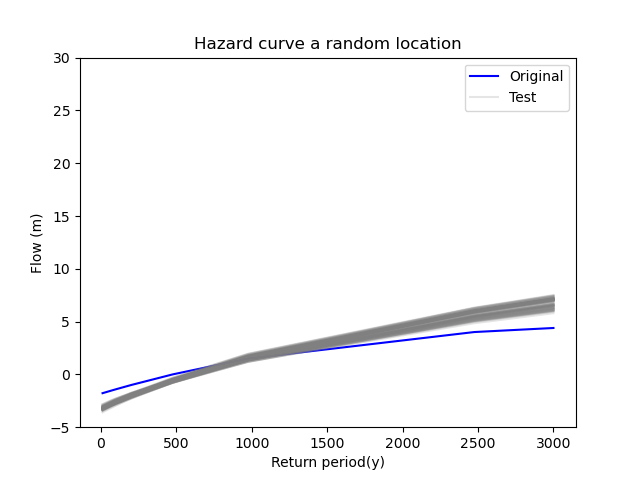 Hazard curve a random location
Original
Test
30
25
20
15
10
5
0
−5
Flow (m)
0 500 1000 1500 2000 2500 3000
Return period(y)